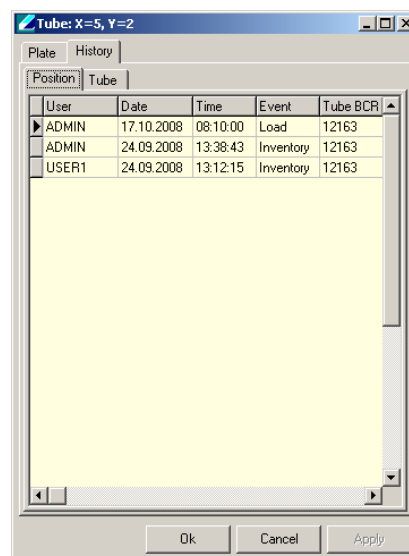 Tube: X=5, Y=2
Plate History
Position Tube
User Date Time Event Tube BCR
ADMIN 17.10.2008 08:10:00 Load 12163
ADMIN 24.09.2008 13:38:43 Inventory 12163
USER1 24.09.2008 13:12:15 Inventory 12163
Ok Cancel Apply